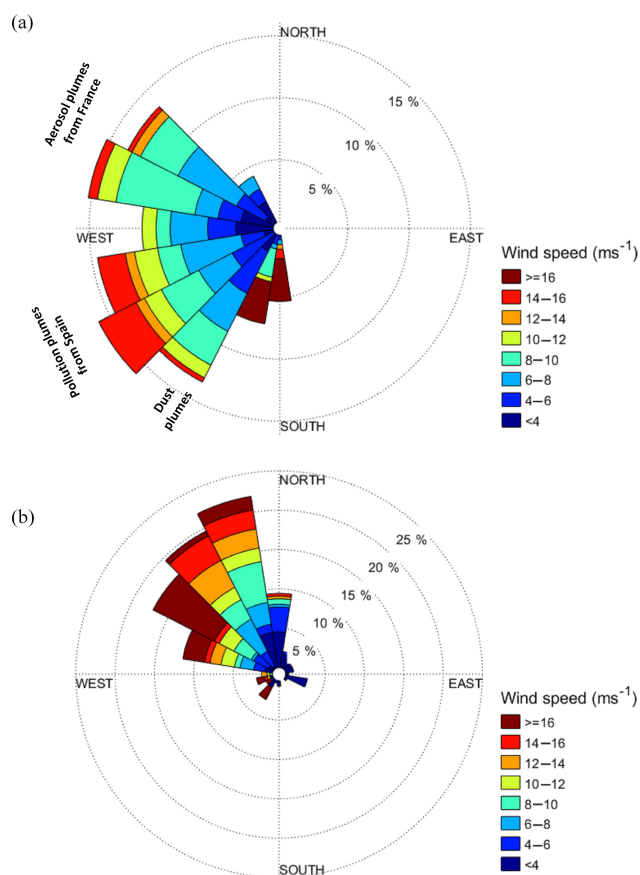 (a)
NORTH
15 %
10 %
5 %
WEST
EAST
SOUTH
Aerosol plumes
from France
Pollution plumes
from Spain
Dust
plumes
Wind speed (ms⁻¹)
>=16
14–16
12–14
10–12
8–10
6–8
4–6
<4
(b)
NORTH
25 %
20 %
15 %
10 %
5 %
WEST
EAST
SOUTH
Wind speed (ms⁻¹)
>=16
14–16
12–14
10–12
8–10
6–8
4–6
<4